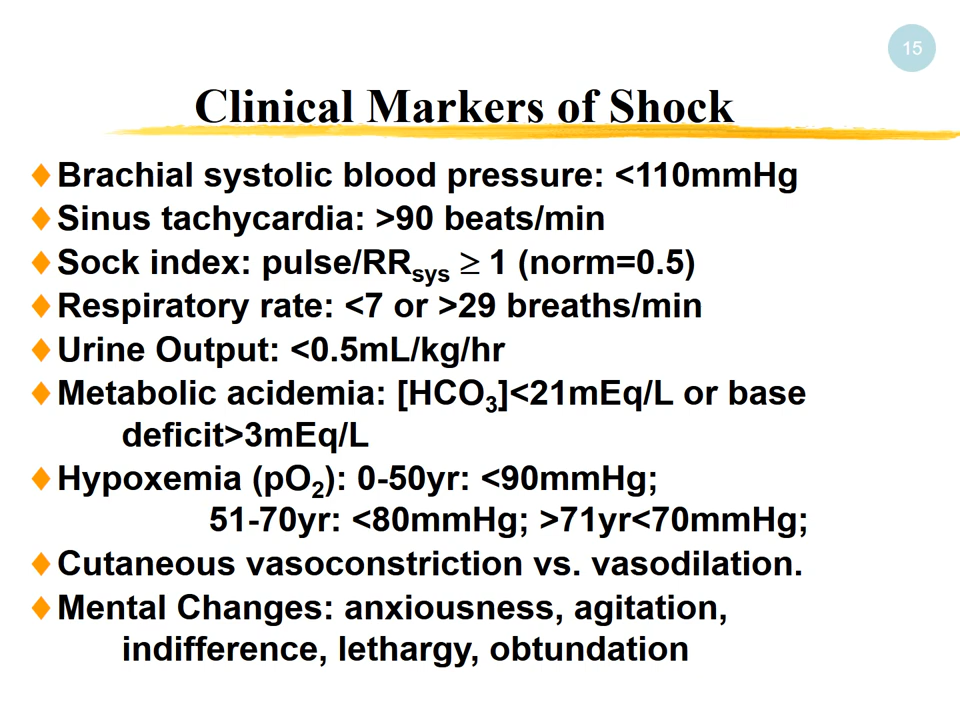 15
Clinical Markers of Shock
♦Brachial systolic blood pressure: <110mmHg
♦Sinus tachycardia: >90 beats/min
♦Sock index: pulse/RRsys ≥ 1 (norm=0.5)
♦Respiratory rate: <7 or >29 breaths/min
♦Urine Output: <0.5mL/kg/hr
♦Metabolic acidemia: [HCO3]<21mEq/L or base
deficit>3mEq/L
♦Hypoxemia (pO2): 0-50yr: <90mmHg;
51-70yr: <80mmHg; >71yr<70mmHg;
♦Cutaneous vasoconstriction vs. vasodilation.
♦Mental Changes: anxiousness, agitation,
indifference, lethargy, obtundation